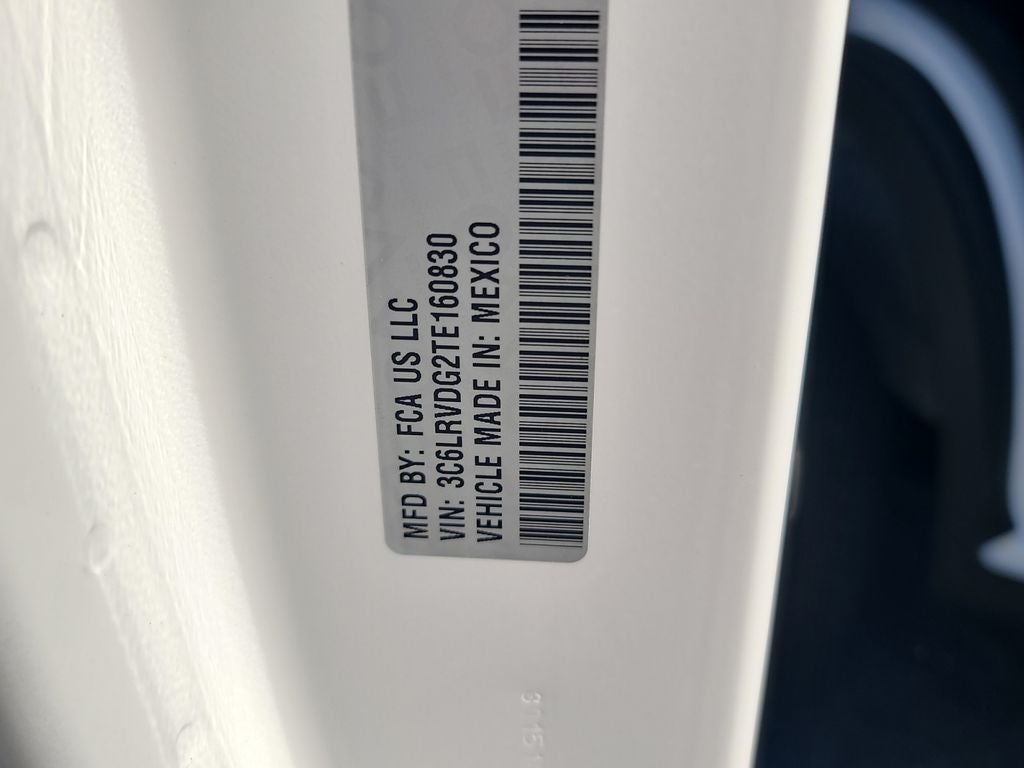 MFD BY: FCA US LLC
VIN: 3C6LRVDG2TE160830
VEHICLE MADE IN: MEXICO